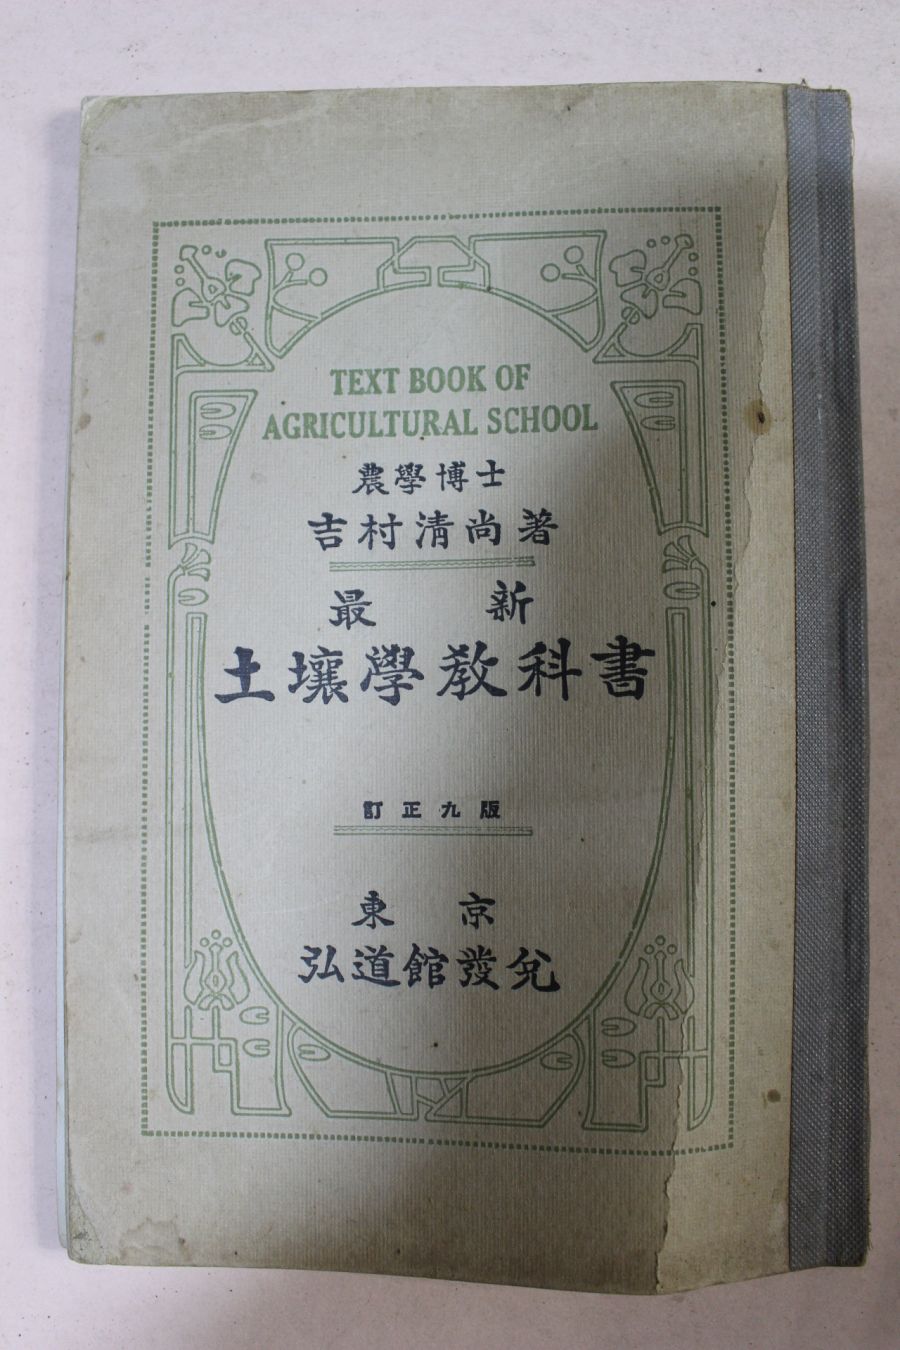 TEXT BOOK OF
AGRICULTURAL SCHOOL
農學博士
吉村清尚著
最新
土壤學教科書
訂正九版
東京
弘道館發兌